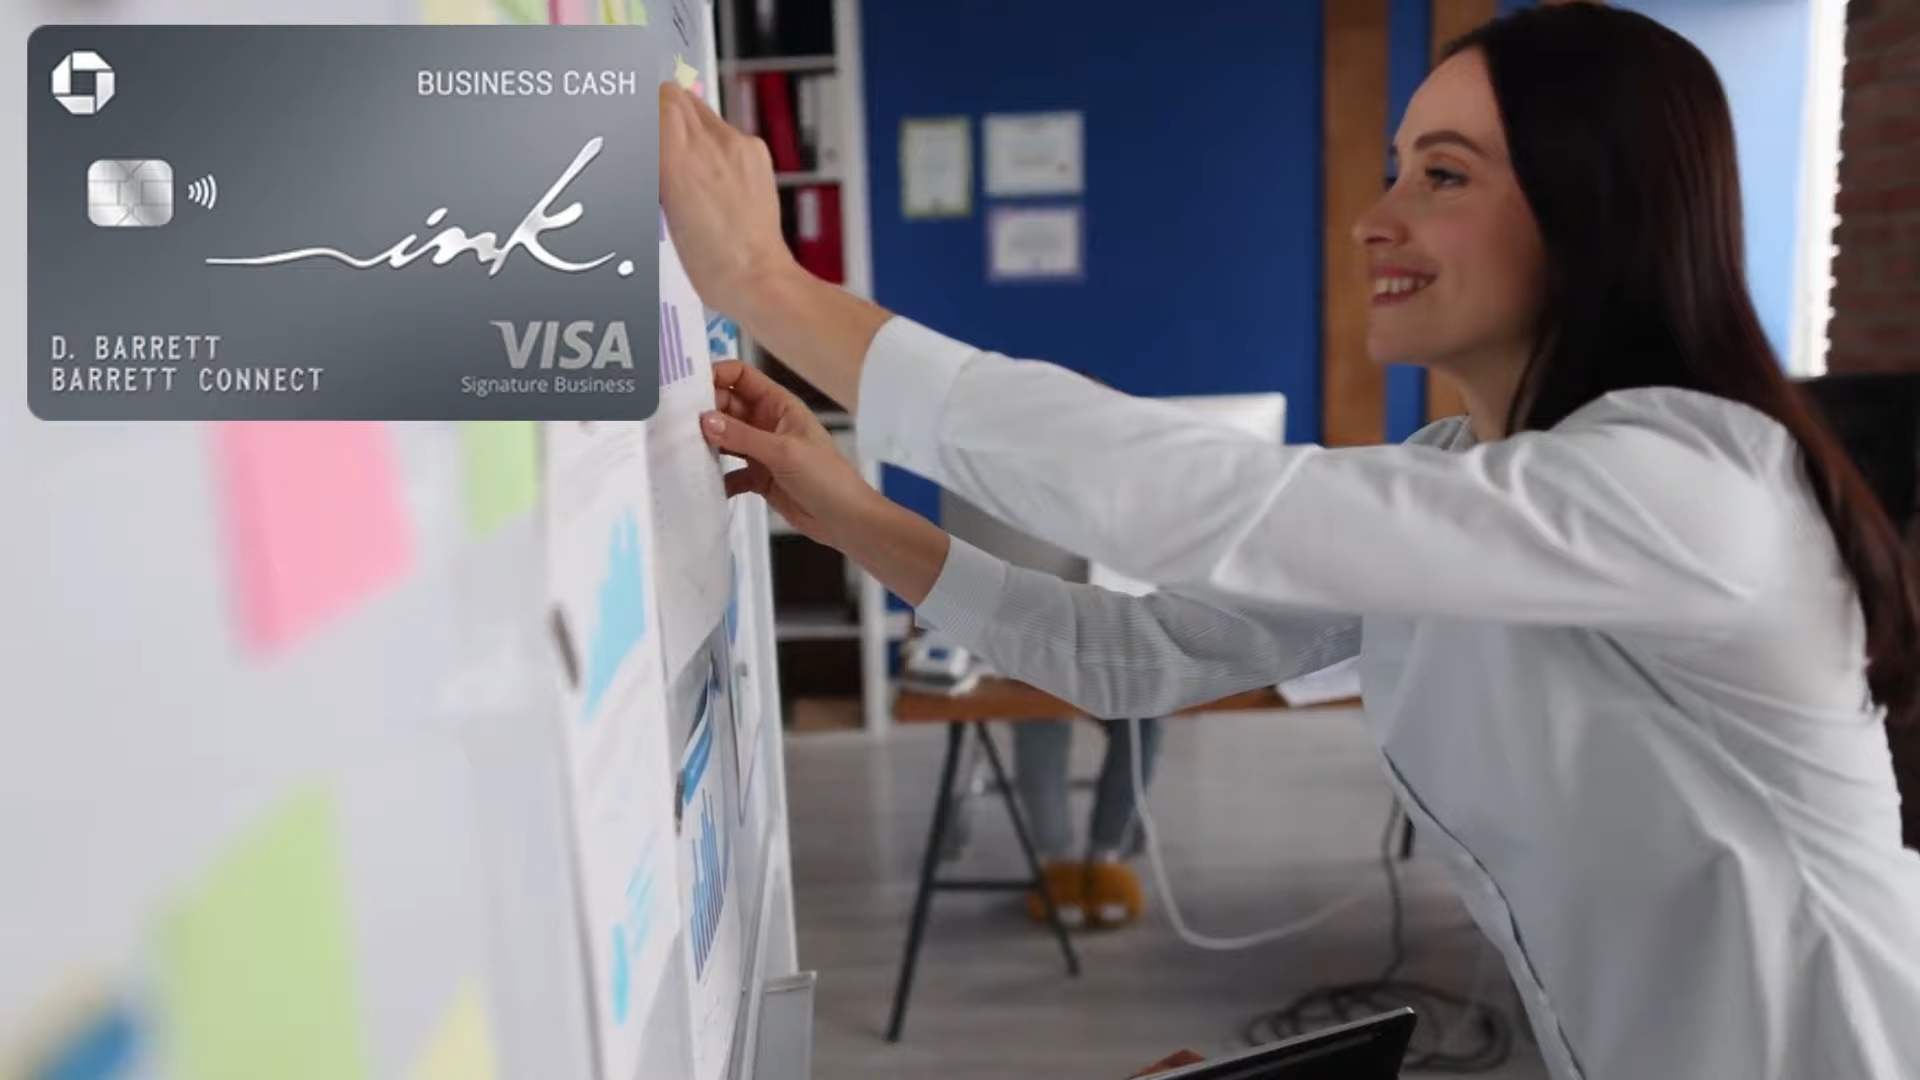 BUSINESS CASH
ink.
D. BARRETT
BARRETT CONNECT
VISA
Signature Business